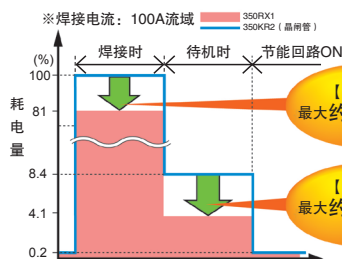 ※焊接电流：100A流域
350RX1
350KR2（晶闸管）
焊接时 待机时 节能回路ON
(%)
100
81
8.4
4.1
0.2
耗电量
【
最大约
【
最大约